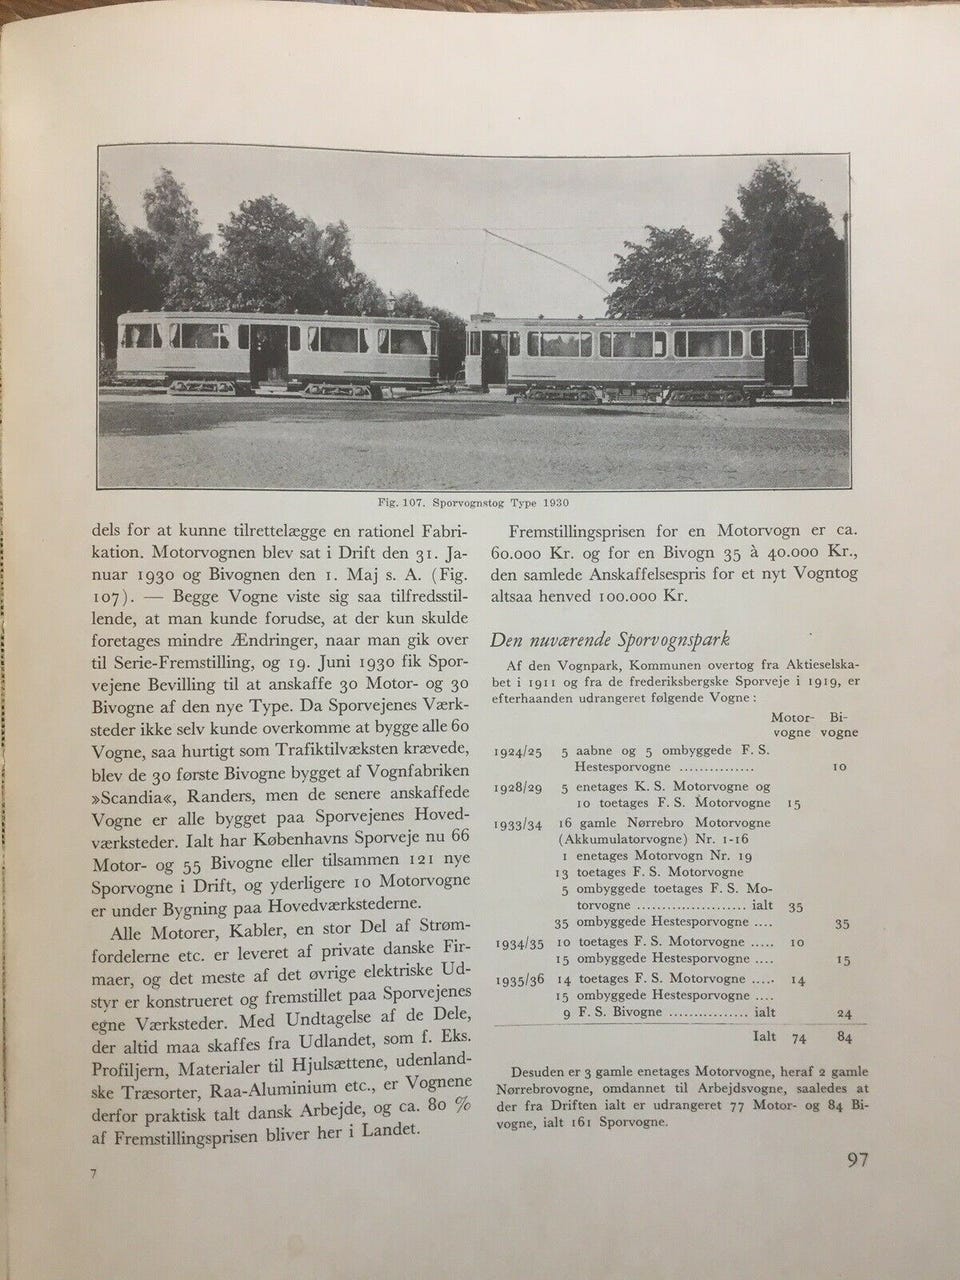 Fig. 107. Sporvognstog Type 1930
dels for at kunne tilrettelægge en rationel Fabri-
kation. Motorvognen blev sat i Drift den 31. Ja-
nuar 1930 og Bivognen den 1. Maj s. A. (Fig.
107). — Begge Vogne viste sig saa tilfredsstil-
lende, at man kunde forudse, at der kun skulde
foretages mindre Ændringer, naar man gik over
til Serie-Fremstilling, og 19. Juni 1930 fik Spor-
vejene Bevilling til at anskaffe 30 Motor- og 30
Bivogne af den nye Type. Da Sporvejenes Værk-
steder ikke selv kunde overkomme at bygge alle 60
Vogne, saa hurtigt som Trafiktilvæksten krævede,
blev de 30 første Bivogne bygget af Vognfabriken
»Scandia«, Randers, men de senere anskaffede
Vogne er alle bygget paa Sporvejenes Hoved-
værksteder. Ialt har Københavns Sporveje nu 66
Motor- og 55 Bivogne eller tilsammen 121 nye
Sporvogne i Drift, og yderligere 10 Motorvogne
er under Bygning paa Hovedværkstederne.
Alle Motorer, Kabler, en stor Del af Strøm-
fordelerne etc. er leveret af private danske Fir-
maer, og det meste af det øvrige elektriske Ud-
styr er konstrueret og fremstillet paa Sporvejenes
egne Værksteder. Med Undtagelse af de Dele,
der altid maa skaffes fra Udlandet, som f. Eks.
Profiljern, Materialer til Hjulsættene, udenland-
ske Træsorter, Raa-Aluminium etc., er Vognene
derfor praktisk talt dansk Arbejde, og ca. 80 %
af Fremstillingsprisen bliver her i Landet.
7
Fremstillingsprisen for en Motorvogn er ca.
60.000 Kr. og for en Bivogn 35 à 40.000 Kr.,
den samlede Anskaffelsespris for et nyt Vogntog
altsaa henved 100.000 Kr.
Den nuværende Sporvognspark
Af den Vognpark, Kommunen overtog fra Aktieselska-
bet i 1911 og fra de frederiksbergske Sporveje i 1919, er
efterhaanden udrangeret følgende Vogne:
Motor- Bi-
vogne vogne
1924/25 5 aabne og 5 ombyggede F. S.
Hestesporvogne ............... 10
1928/29 5 enetages K. S. Motorvogne og
10 toetages F. S. Motorvogne 15
1933/34 16 gamle Nørrebro Motorvogne
(Akkumulatorvogne) Nr. 1-16
1 enetages Motorvogn Nr. 19
13 toetages F. S. Motorvogne
5 ombyggede toetages F. S. Mo-
torvogne ...................... ialt 35
35 ombyggede Hestesporvogne .... 35
1934/35 10 toetages F. S. Motorvogne ..... 10
15 ombyggede Hestesporvogne .... 15
1935/36 14 toetages F. S. Motorvogne ..... 14
15 ombyggede Hestesporvogne ....
9 F. S. Bivogne ................ ialt 24
Ialt 74 84
Desuden er 3 gamle enetages Motorvogne, heraf 2 gamle
Nørrebrovogne, omdannet til Arbejdsvogne, saaledes at
der fra Driften ialt er udrangeret 77 Motor- og 84 Bi-
vogne, ialt 161 Sporvogne.
97